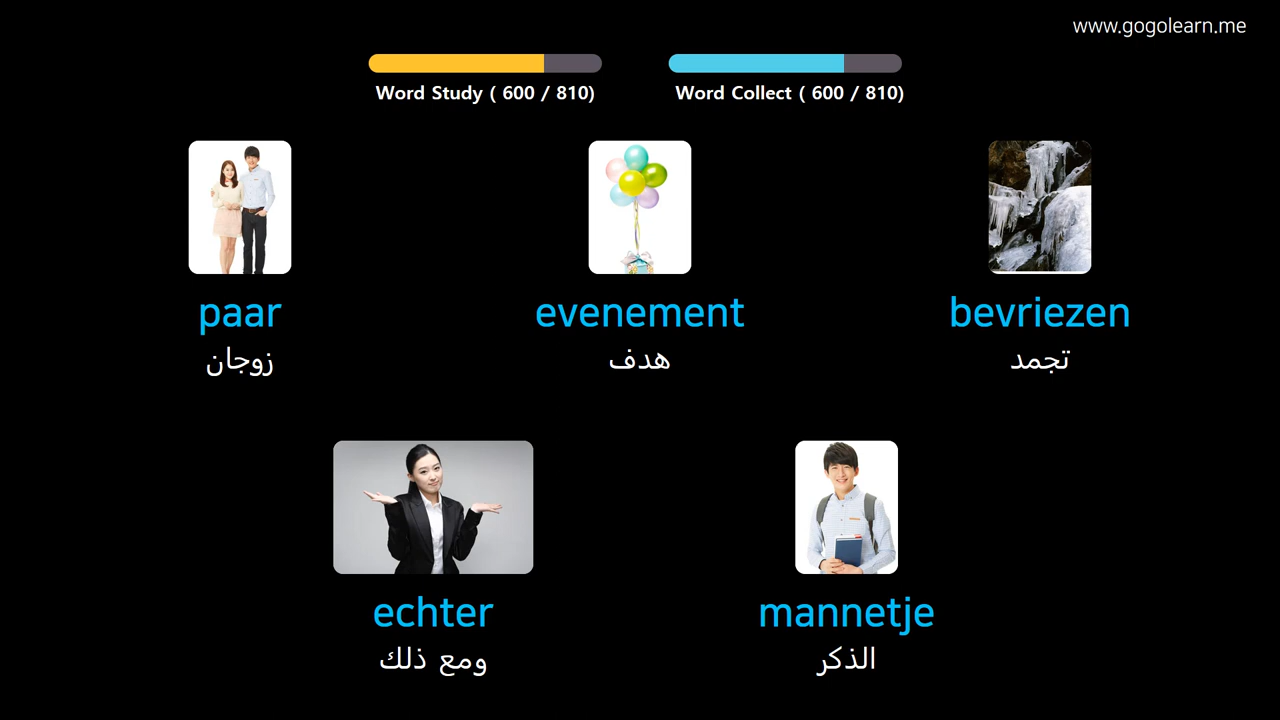 www.gogolearn.me
Word Study ( 600 / 810)
Word Collect ( 600 / 810)
paar
زوجان
evenement
هدف
bevriezen
تجمد
echter
ومع ذلك
mannetje
الذكر